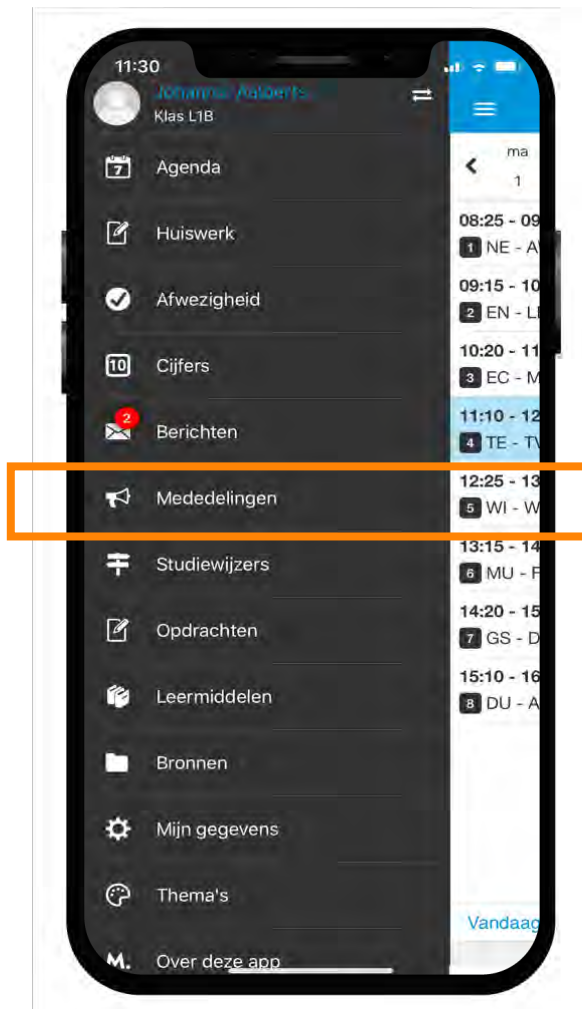 11:30
Klas L1B
7
Agenda
Huiswerk
Afwezigheid
10
Cijfers
2
Berichten
Mededelingen
Studiewijzers
Opdrachten
Leermiddelen
Bronnen
Mijn gegevens
Thema's
M. Over deze app
ma
1
08:25 - 09
1 NE - A
09:15 - 10
2 EN - L
10:20 - 11
3 EC - M
11:10 - 12
4 TE - TV
12:25 - 13
5 WI - W
13:15 - 14
6 MU - F
14:20 - 15
7 GS - D
15:10 - 16
8 DU - A
Vandaag